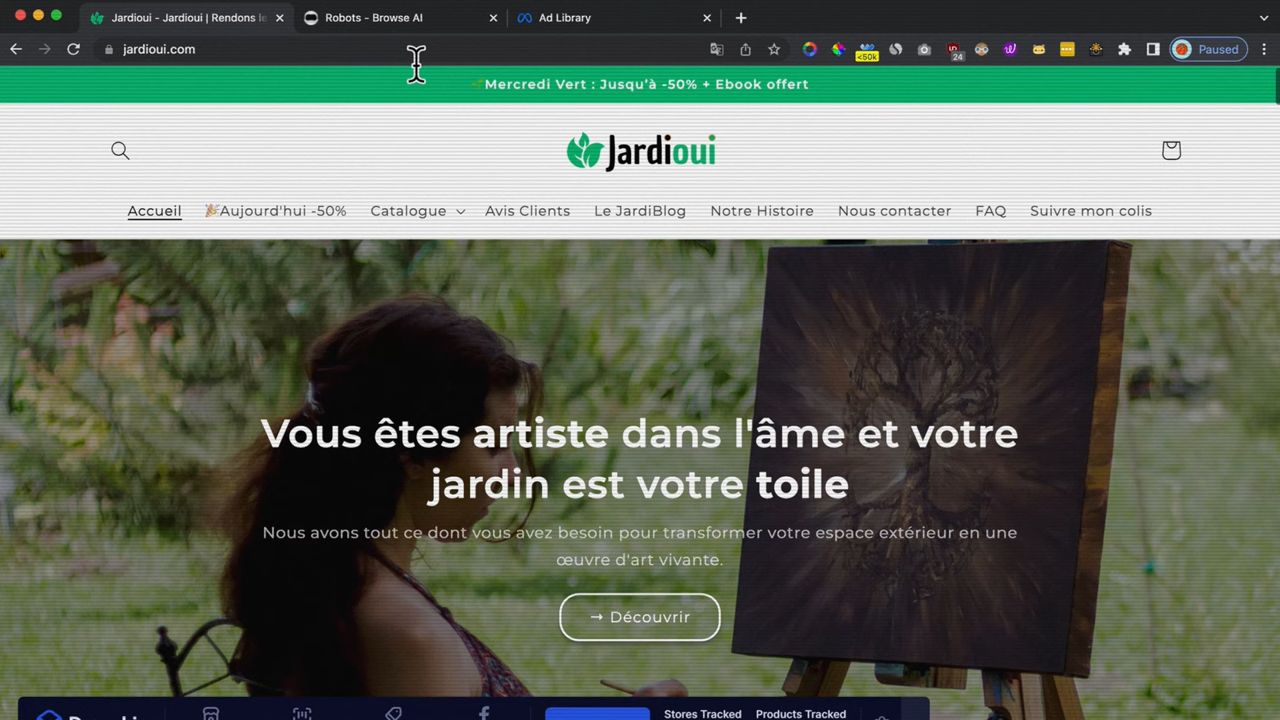 Jardioui - Jardioui | Rendons le
Robots - Browse AI
Ad Library
jardioui.com
<50k
24
Paused
Mercredi Vert : Jusqu'à -50% + Ebook offert
Jardioui
Accueil
🎉Aujourd'hui -50%
Catalogue
Avis Clients
Le JardiBlog
Notre Histoire
Nous contacter
FAQ
Suivre mon colis
Vous êtes artiste dans l'âme et votre
jardin est votre toile
Nous avons tout ce dont vous avez besoin pour transformer votre espace extérieur en une
œuvre d'art vivante.
→ Découvrir
Stores Tracked
Products Tracked